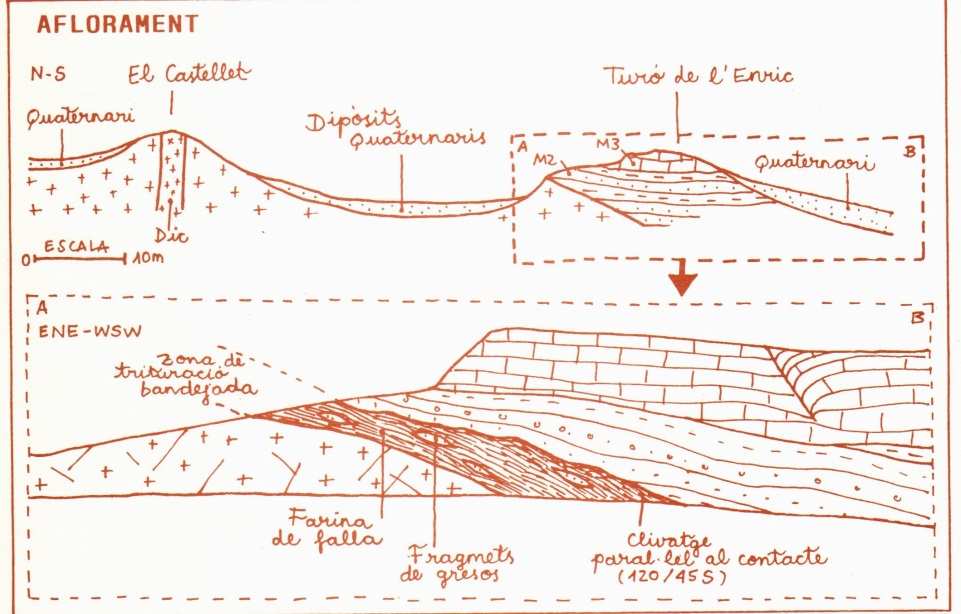 AFLORAMENT
N-S
El Castellet
Turó de l'Enric
Quaternari
Dipòsits
Quaternaris
A
M2
M3
Quaternari
B
Dic
ESCALA
0
10m
A
B
ENE-WSW
zona de
trituració
bandejada
Farina
de falla
Fragmets
de gresos
Clivatge
paral·lel al contacte
(120/45S)